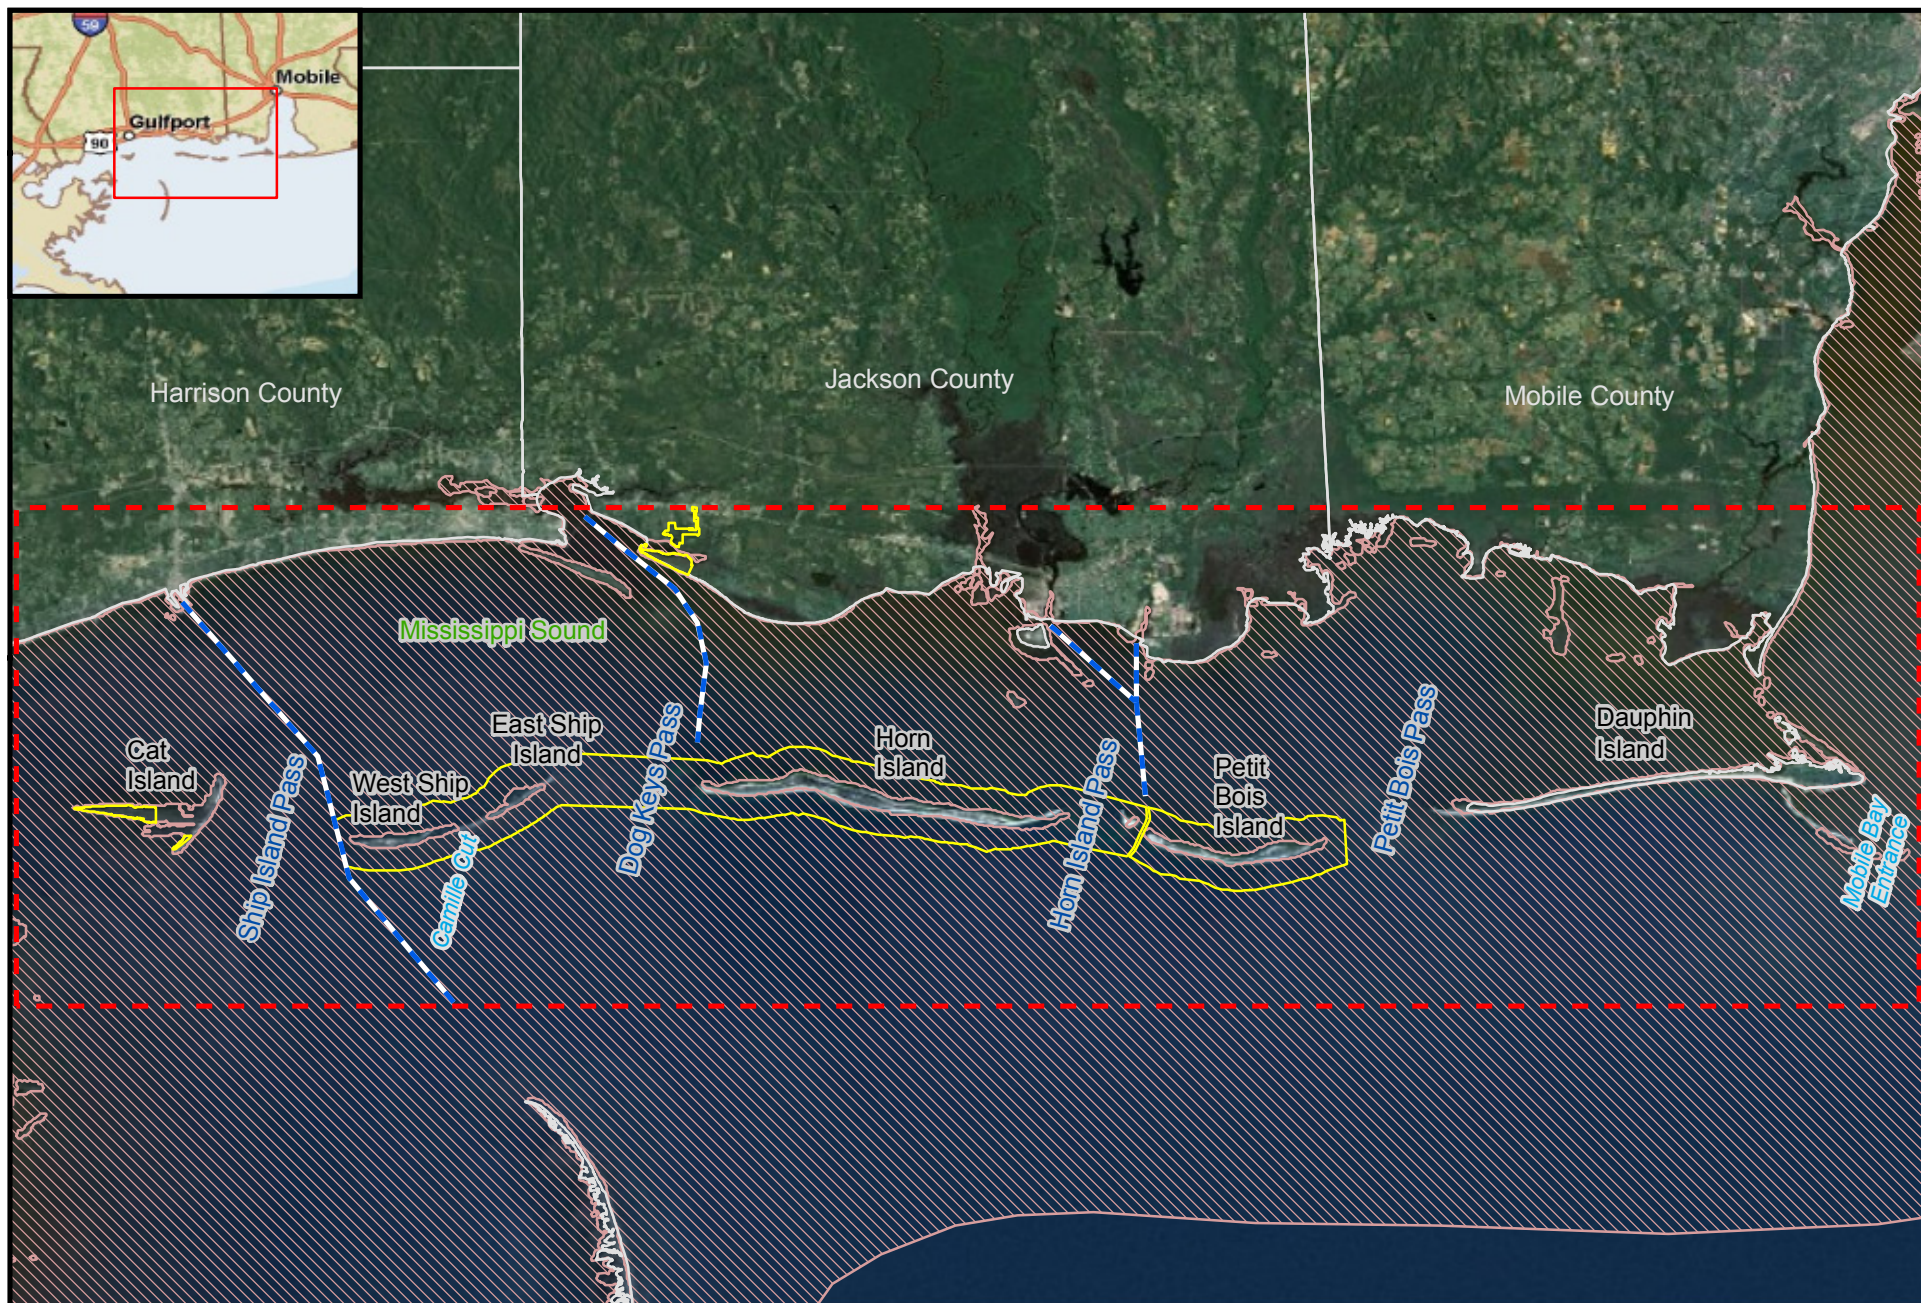 59
Mobile
Gulfport
90
Harrison County
Jackson County
Mobile County
Mississippi Sound
Cat
Island
Ship Island Pass
West Ship
Island
East Ship
Island
Camille Cut
Dog Keys Pass
Horn
Island
Horn Island Pass
Petit
Bois
Island
Petit Bois Pass
Dauphin
Island
Mobile Bay
Entrance